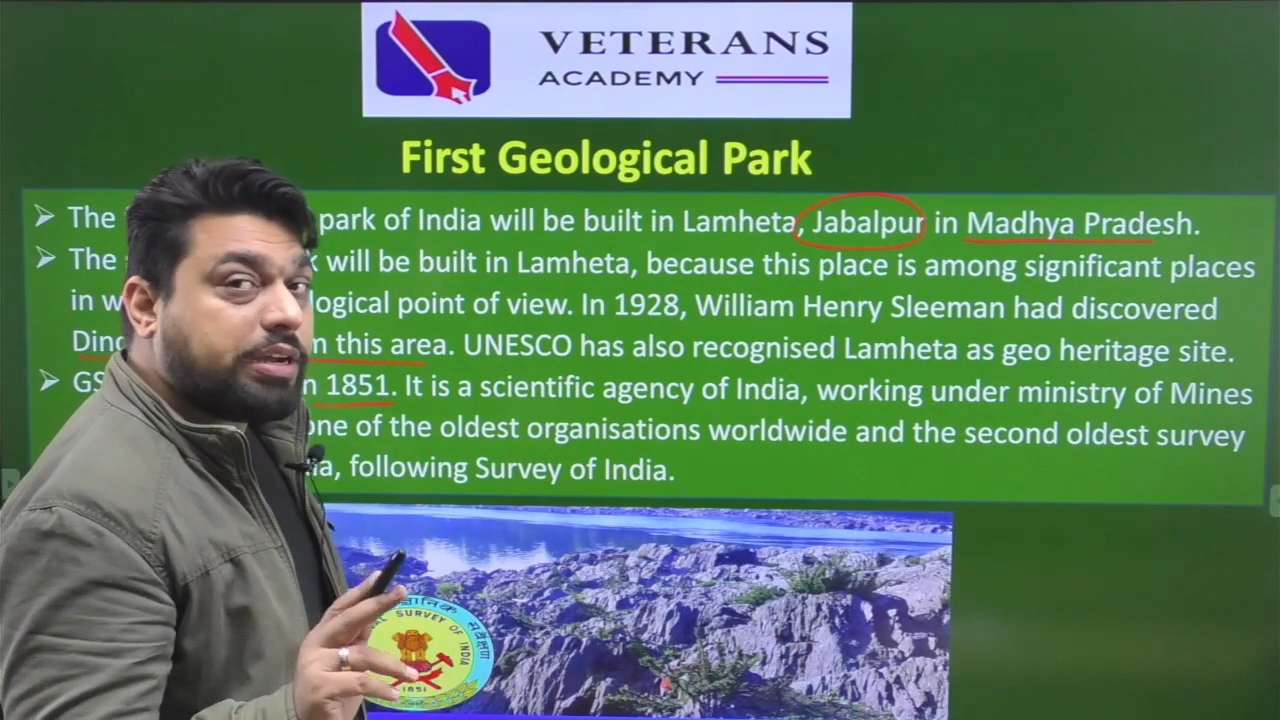 VETERANS
ACADEMY
First Geological Park
The park of India will be built in Lamheta, Jabalpur in Madhya Pradesh.
The will be built in Lamheta, because this place is among significant places
in point of view. In 1928, William Henry Sleeman had discovered
this area. UNESCO has also recognised Lamheta as geo heritage site.
1851. It is a scientific agency of India, working under ministry of Mines
one of the oldest organisations worldwide and the second oldest survey
following Survey of India.
SURVEY OF INDIA
1851